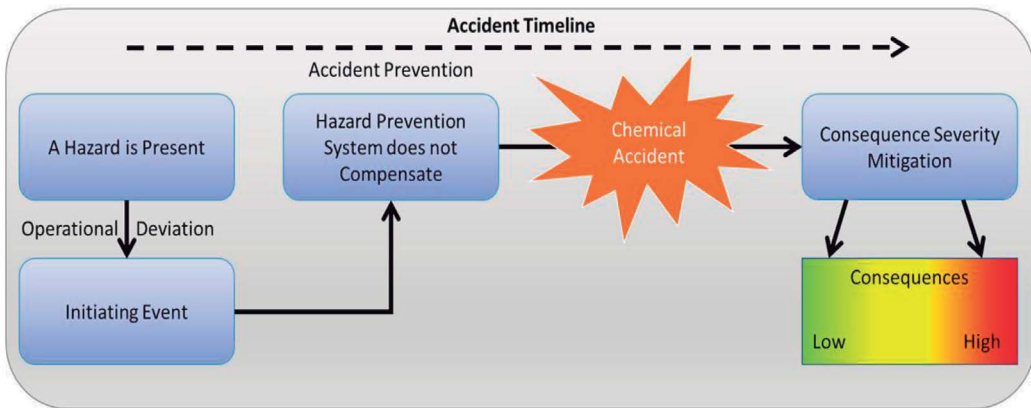 Accident Timeline
Accident Prevention
A Hazard is Present
Hazard Prevention
System does not
Compensate
Chemical
Accident
Consequence Severity
Mitigation
Operational Deviation
Initiating Event
Consequences
Low High